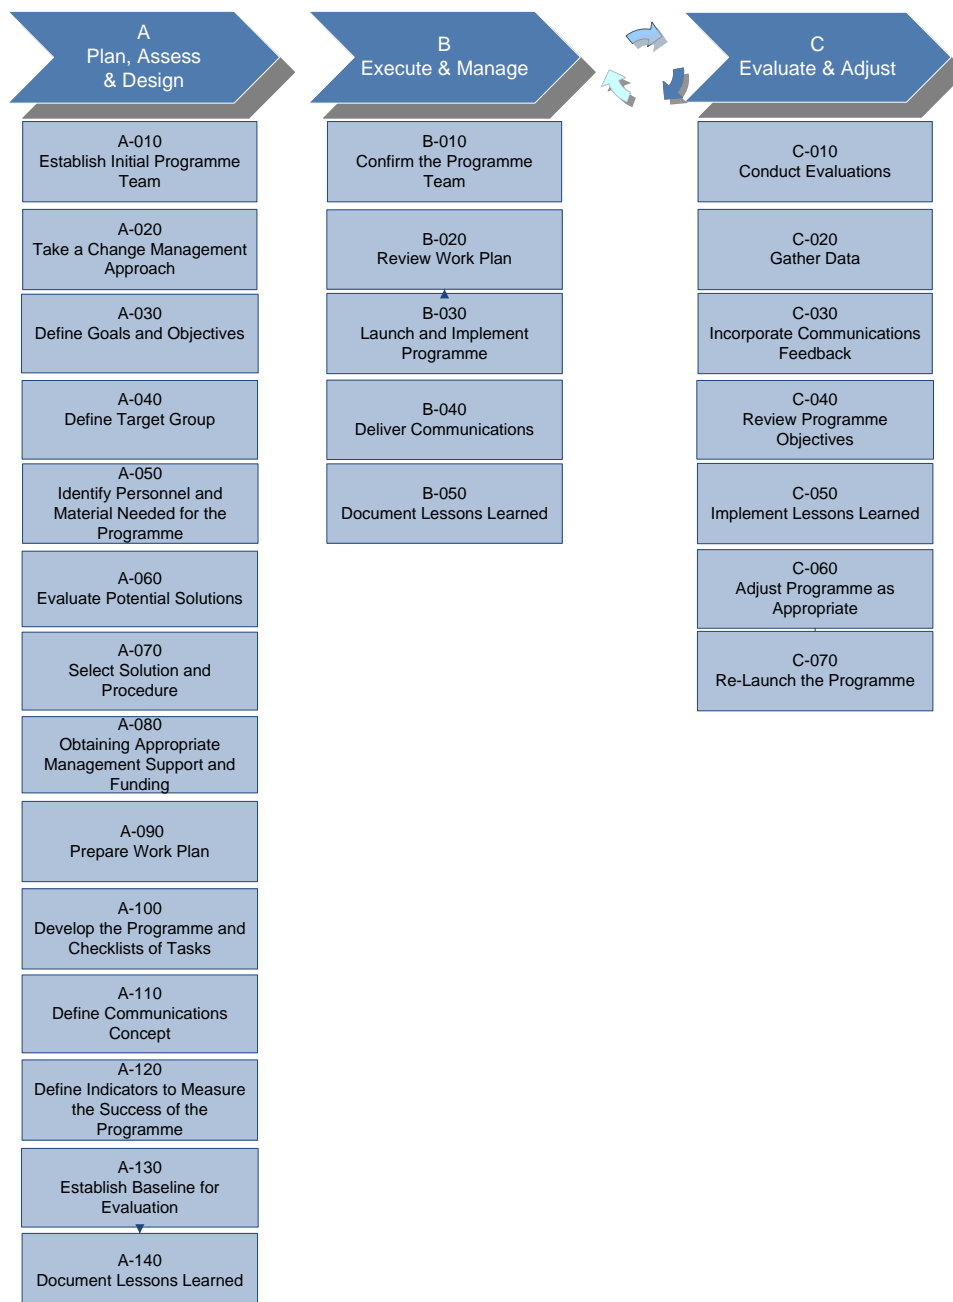 A
Plan, Assess
& Design
A-010
Establish Initial Programme
Team
A-020
Take a Change Management
Approach
A-030
Define Goals and Objectives
A-040
Define Target Group
A-050
Identify Personnel and
Material Needed for the
Programme
A-060
Evaluate Potential Solutions
A-070
Select Solution and
Procedure
A-080
Obtaining Appropriate
Management Support and
Funding
A-090
Prepare Work Plan
A-100
Develop the Programme and
Checklists of Tasks
A-110
Define Communications
Concept
A-120
Define Indicators to Measure
the Success of the
Programme
A-130
Establish Baseline for
Evaluation
A-140
Document Lessons Learned
B
Execute & Manage
B-010
Confirm the Programme
Team
B-020
Review Work Plan
B-030
Launch and Implement
Programme
B-040
Deliver Communications
B-050
Document Lessons Learned
C
Evaluate & Adjust
C-010
Conduct Evaluations
C-020
Gather Data
C-030
Incorporate Communications
Feedback
C-040
Review Programme
Objectives
C-050
Implement Lessons Learned
C-060
Adjust Programme as
Appropriate
C-070
Re-Launch the Programme